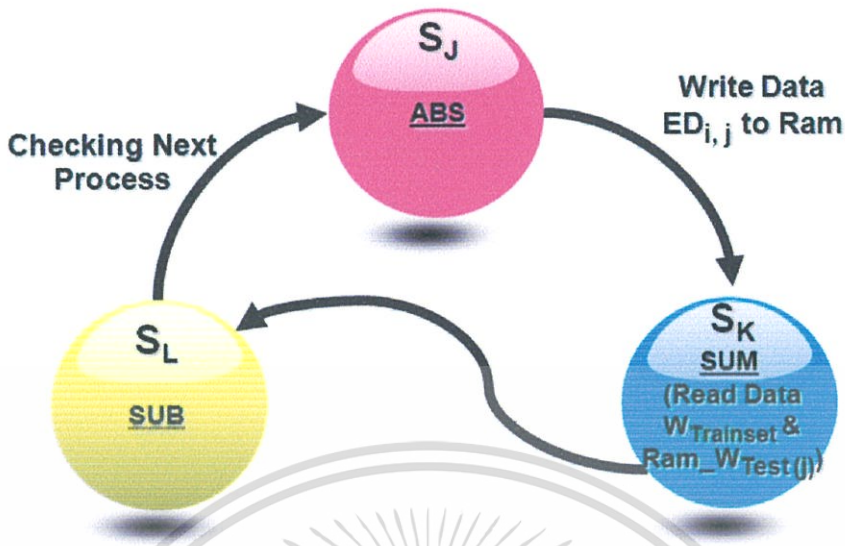 S_J
ABS
Write Data
ED_i, j to Ram
Checking Next
Process
S_L
SUB
S_K
SUM
(Read Data
W_Trainset &
Ram_W_Test (j))